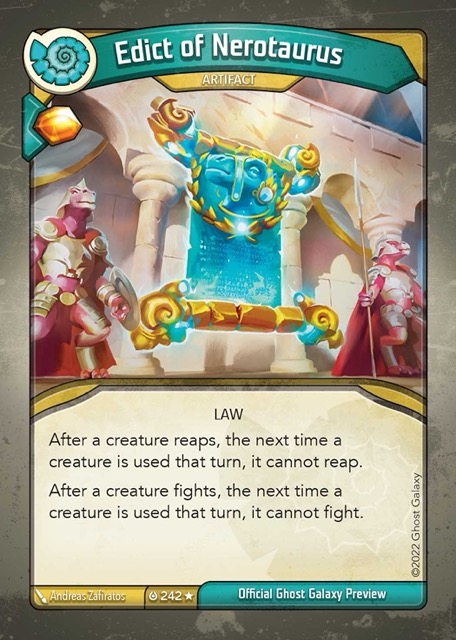 Edict of Nerotaurus
ARTIFACT
LAW
After a creature reaps, the next time a
creature is used that turn, it cannot reap.
After a creature fights, the next time a
creature is used that turn, it cannot fight.
©2022 Ghost Galaxy
Andreas Zafiratos
242★
Official Ghost Galaxy Preview